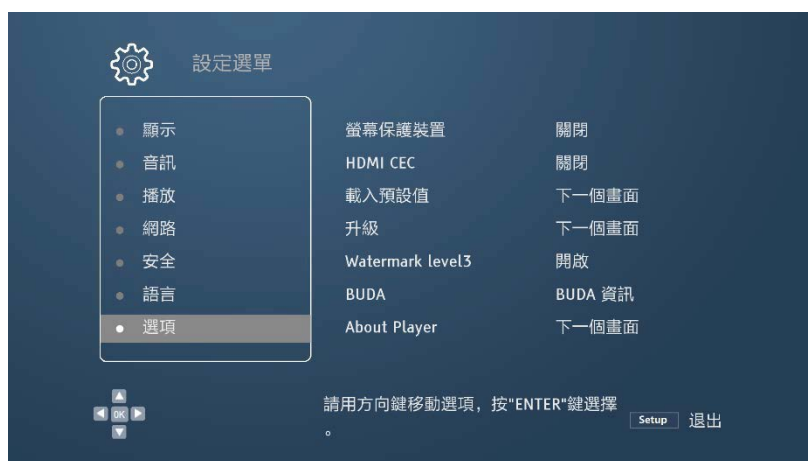 設定選單
顯示
音訊
播放
網路
安全
語言
選項
螢幕保護裝置 關閉
HDMI CEC 關閉
載入預設值 下一個畫面
升級 下一個畫面
Watermark level3 開啟
BUDA BUDA 資訊
About Player 下一個畫面
OK
請用方向鍵移動選項，按"ENTER"鍵選擇
。
Setup 退出